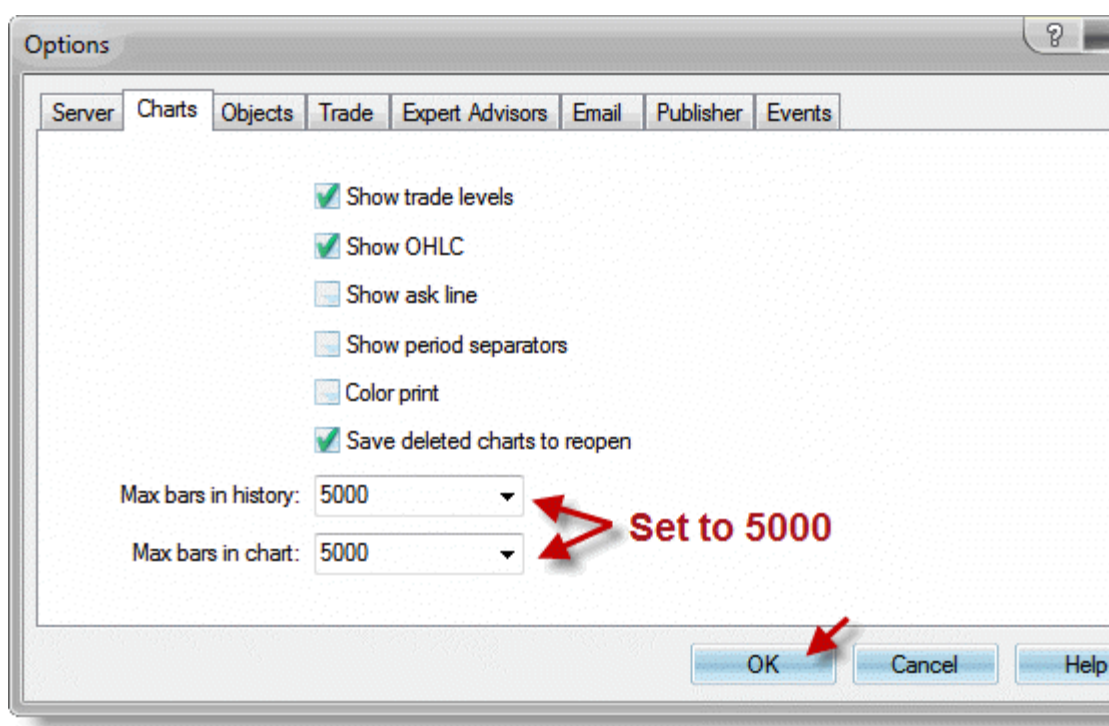 Options
Server Charts Objects Trade Expert Advisors Email Publisher Events
Show trade levels
Show OHLC
Show ask line
Show period separators
Color print
Save deleted charts to reopen
Max bars in history: 5000
Max bars in chart: 5000
Set to 5000
OK Cancel Help